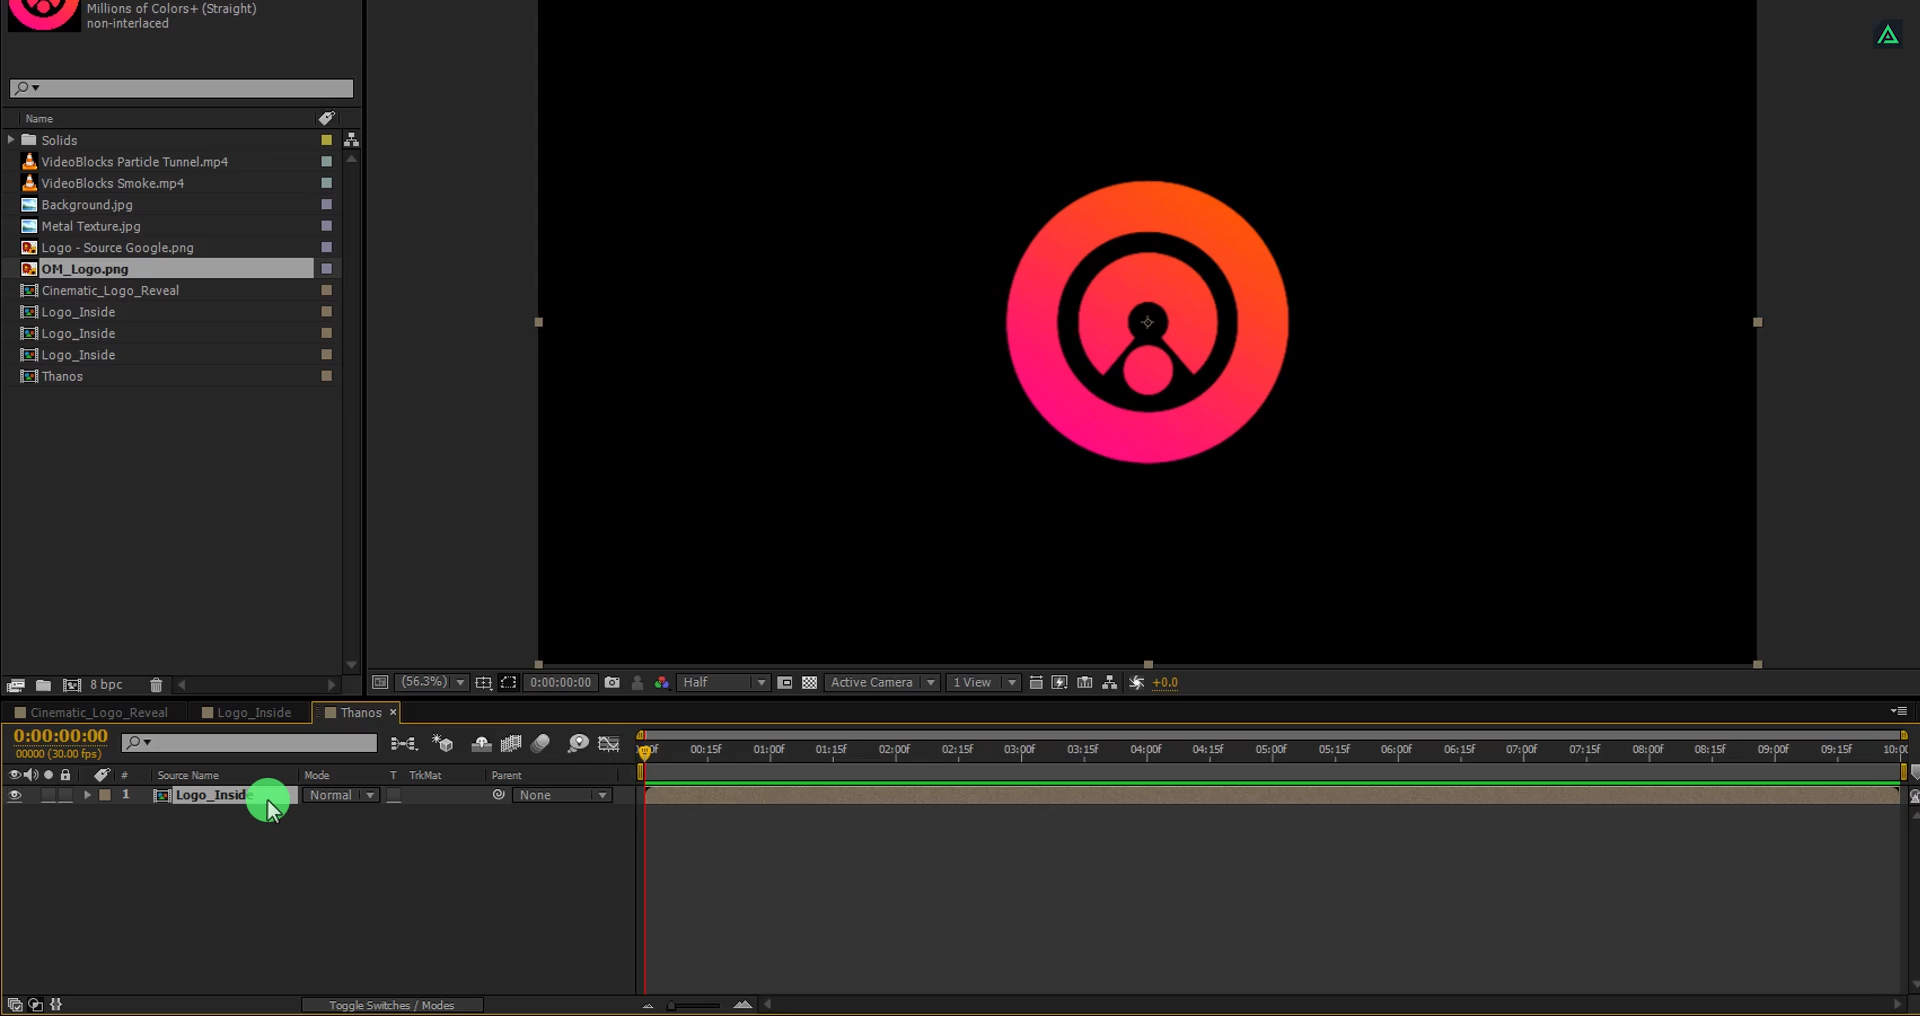 Millions of Colors+ (Straight)
non-interlaced
Name
Solids
VideoBlocks Particle Tunnel.mp4
VideoBlocks Smoke.mp4
Background.jpg
Metal Texture.jpg
Logo - Source Google.png
OM_Logo.png
Cinematic_Logo_Reveal
Logo_Inside
Logo_Inside
Logo_Inside
Thanos
8 bpc
(56.3%) 0:00:00:00 Half Active Camera 1 View +0.0
Cinematic_Logo_Reveal Logo_Inside Thanos ×
0:00:00:00
00000 (30.00 fps)
00:15f 01:00f 01:15f 02:00f 02:15f 03:00f 03:15f 04:00f 04:15f 05:00f 05:15f 06:00f 06:15f 07:00f 07:15f 08:00f 08:15f 09:00f 09:15f 10:00
# Source Name Mode T TrkMat Parent
1 Logo_Inside Normal None
Toggle Switches / Modes